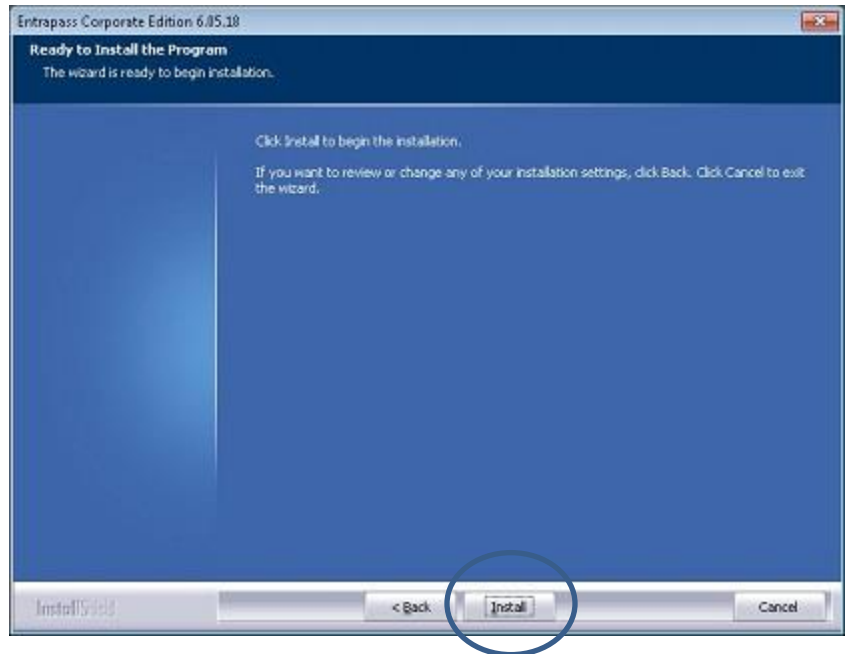 Entrapass Corporate Edition 6.05.18
Ready to Install the Program
The wizard is ready to begin installation.
Click Install to begin the installation.
If you want to review or change any of your installation settings, click Back. Click Cancel to exit
the wizard.
InstallShield
< Back Install Cancel